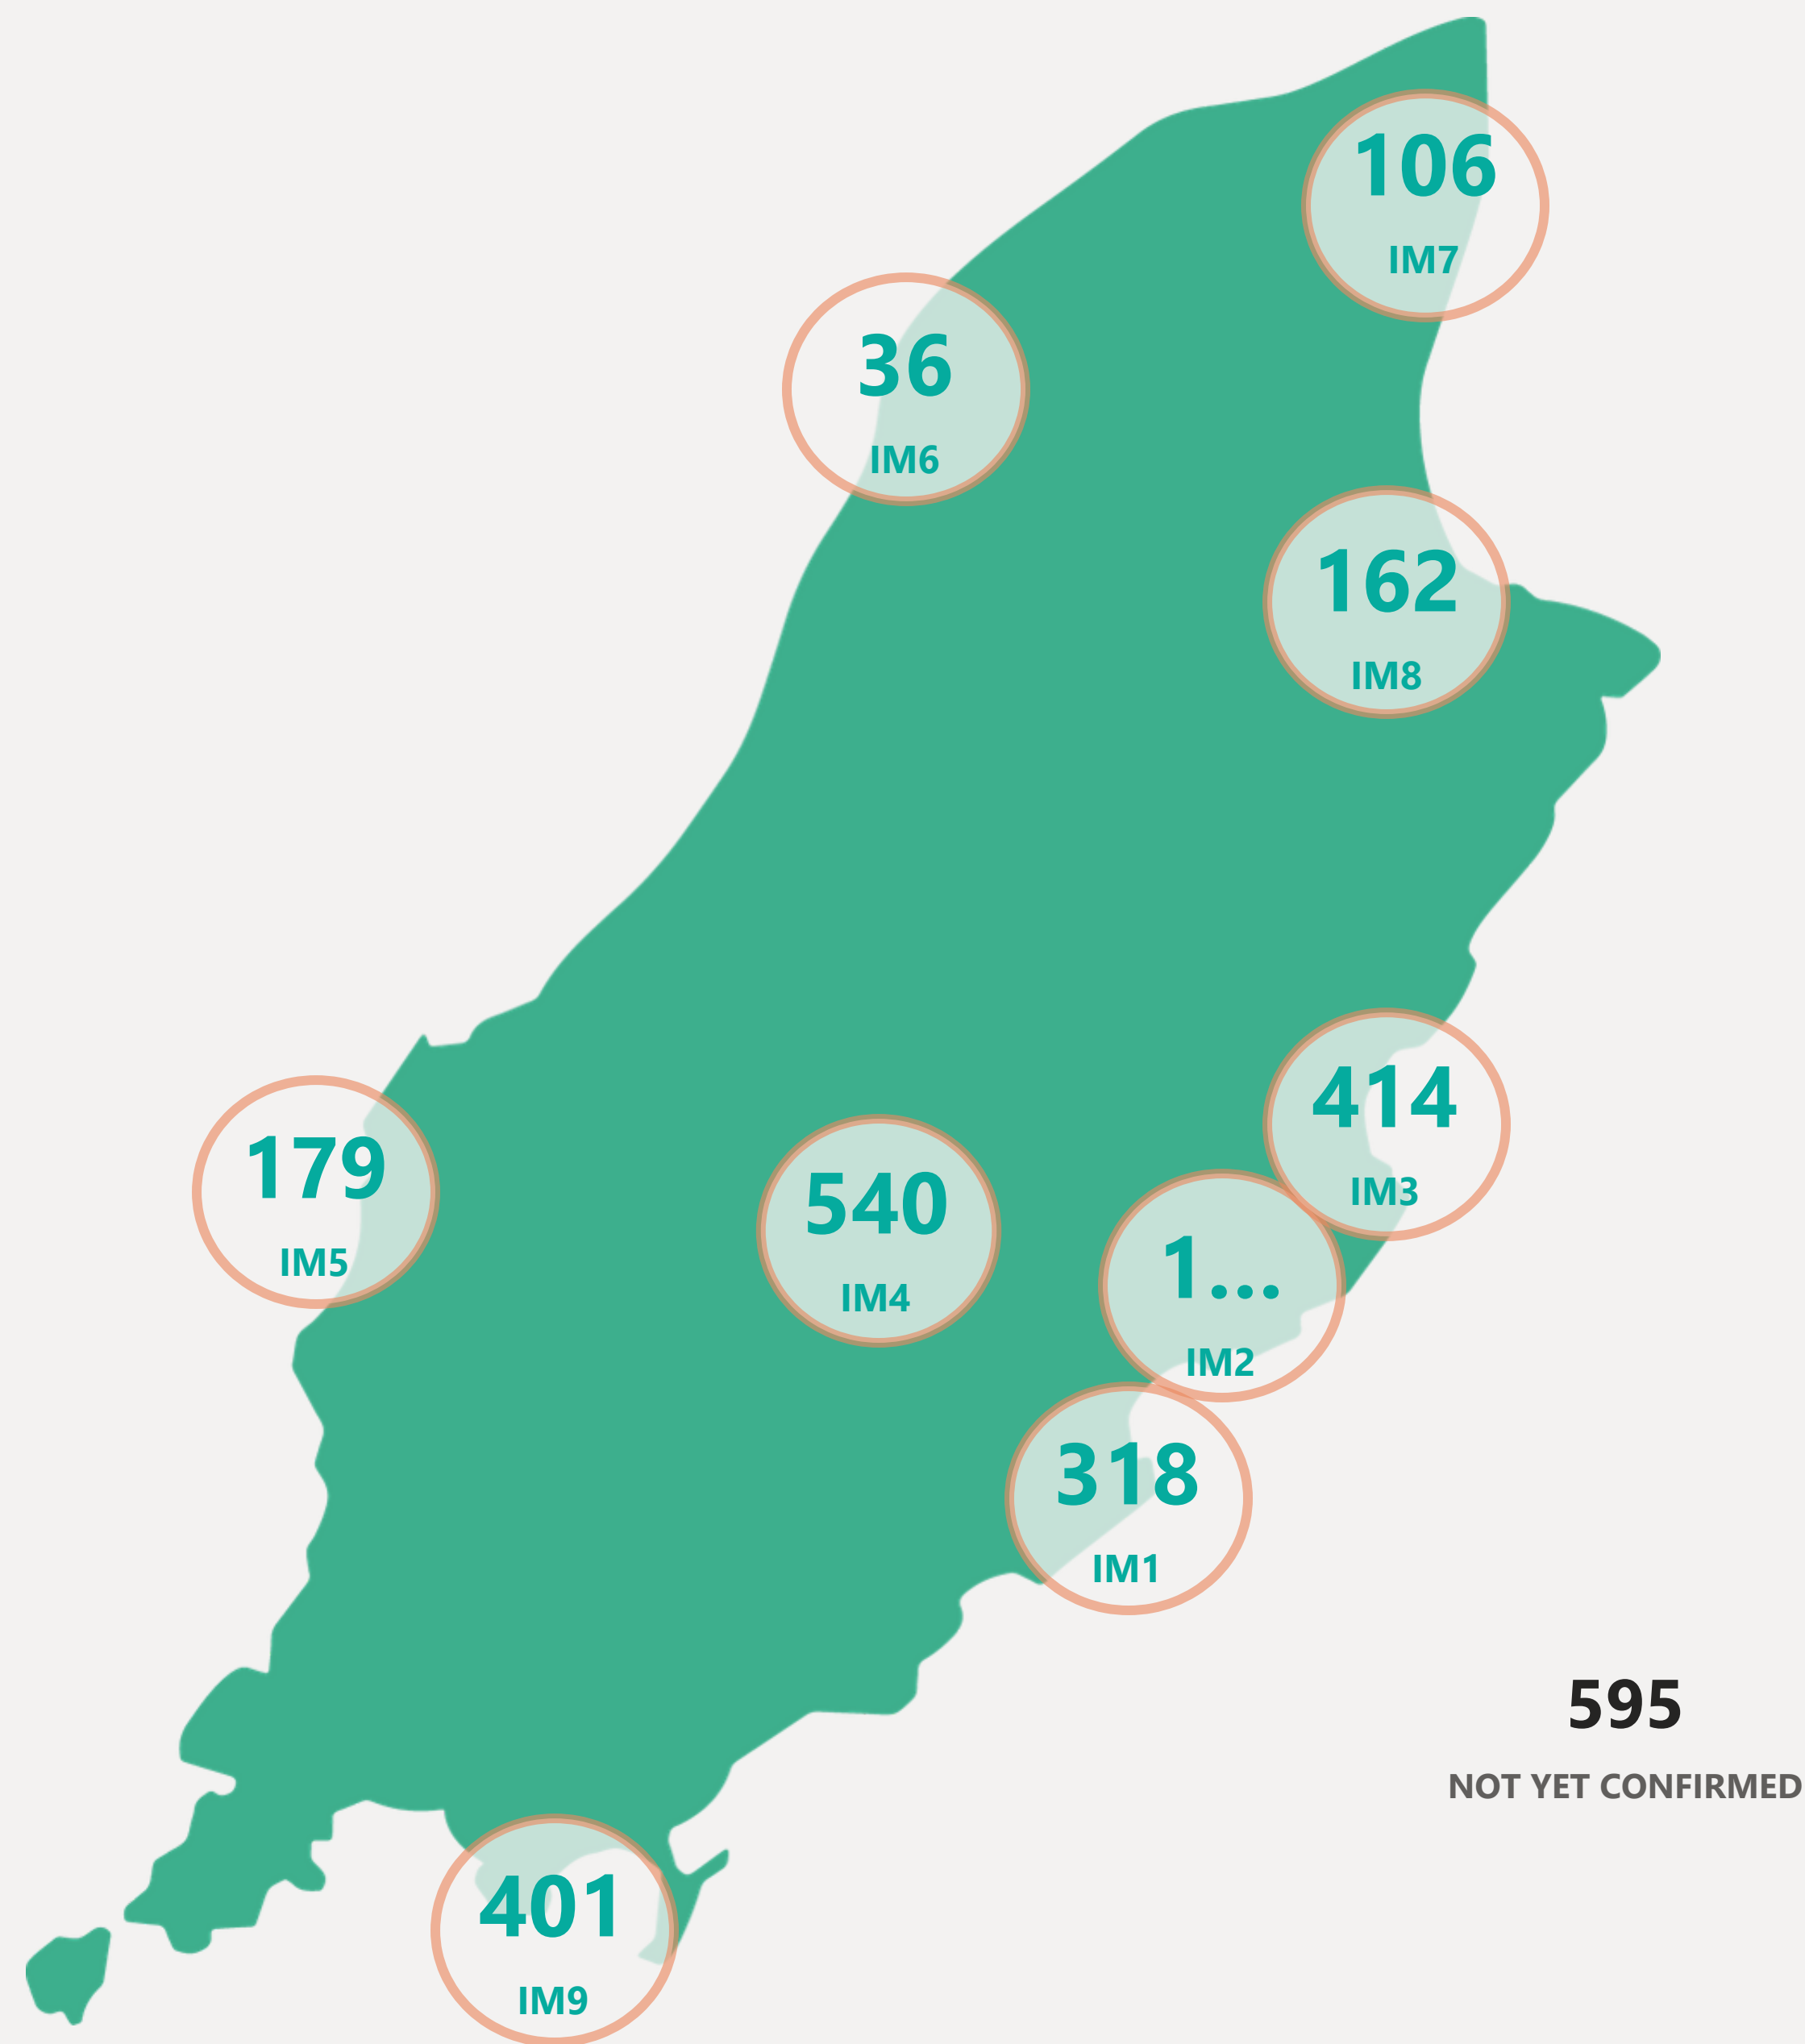 106
IM7
36
IM6
162
IM8
414
IM3
179
IM5
540
IM4
1...
IM2
318
IM1
595
NOT YET CONFIRMED
401
IM9